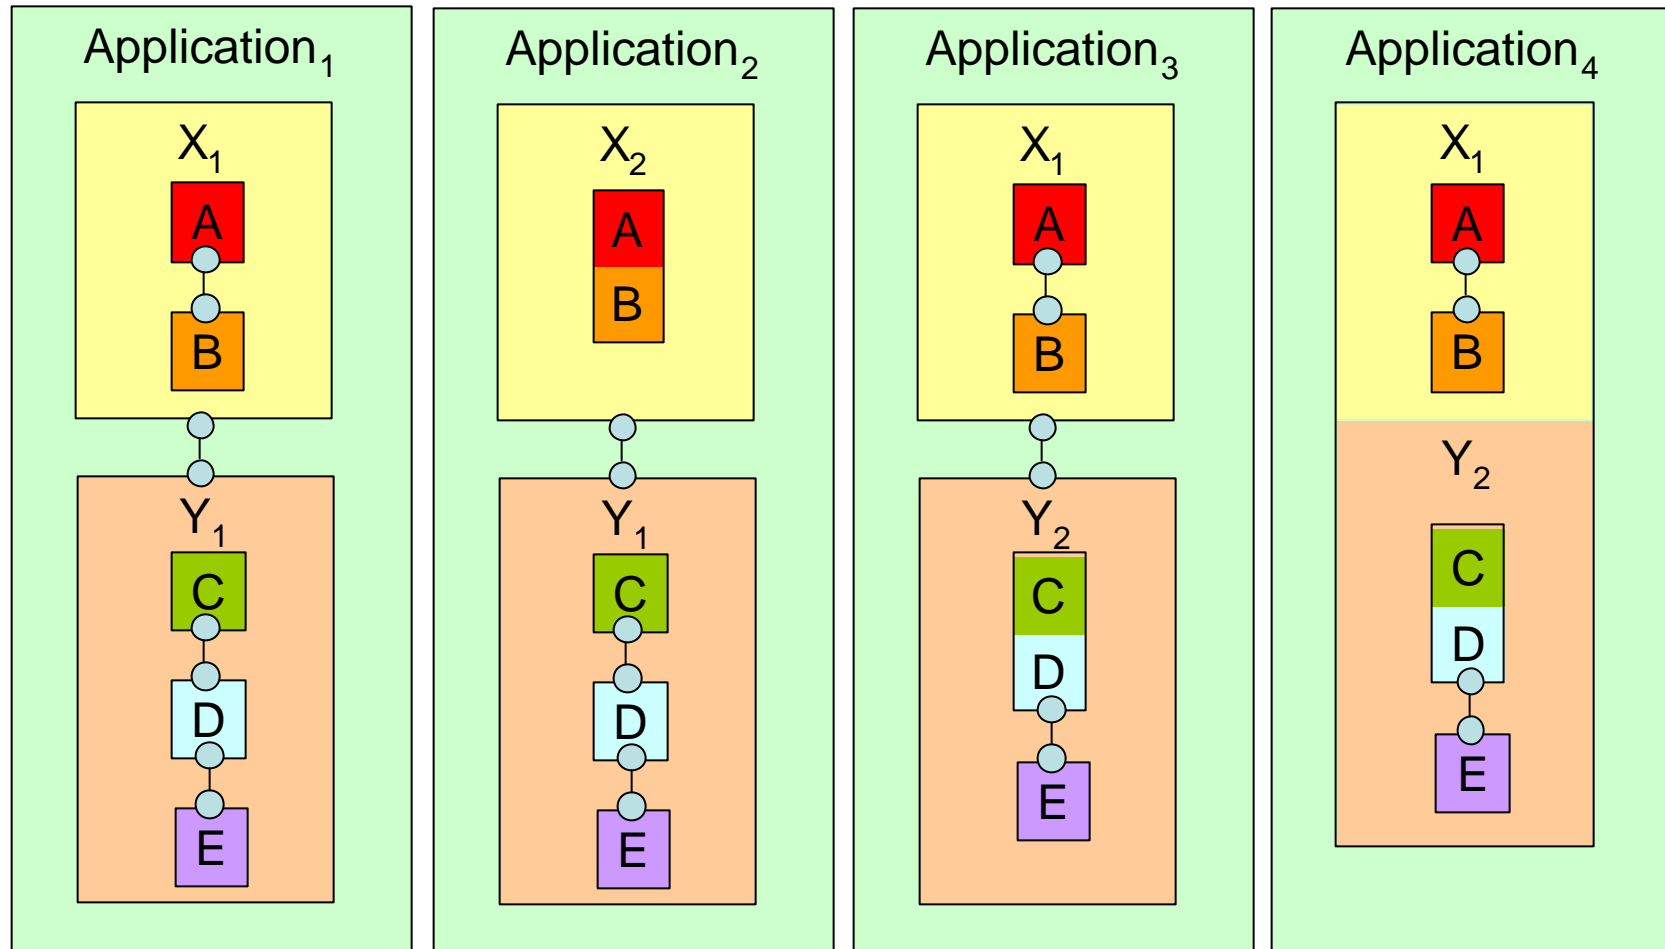 Application₁
X₁
A
B
Y₁
C
D
E
Application₂
X₂
A
B
Y₁
C
D
E
Application₃
X₁
A
B
Y₂
C
D
E
Application₄
X₁
A
B
Y₂
C
D
E